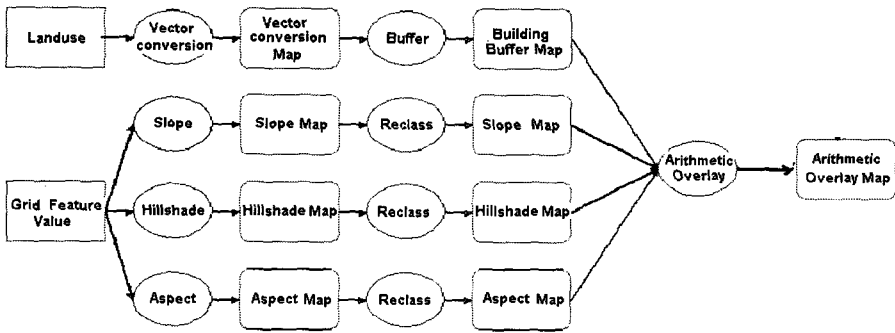 Landuse
Vector
conversion
Vector
conversion
Map
Buffer
Building
Buffer Map
Slope
Slope Map
Reclass
Slope Map
Arithmetic
Overlay
Arithmetic
Overlay Map
Grid Feature
Value
Hillshade
Hillshade Map
Reclass
Hillshade Map
Aspect
Aspect Map
Reclass
Aspect Map